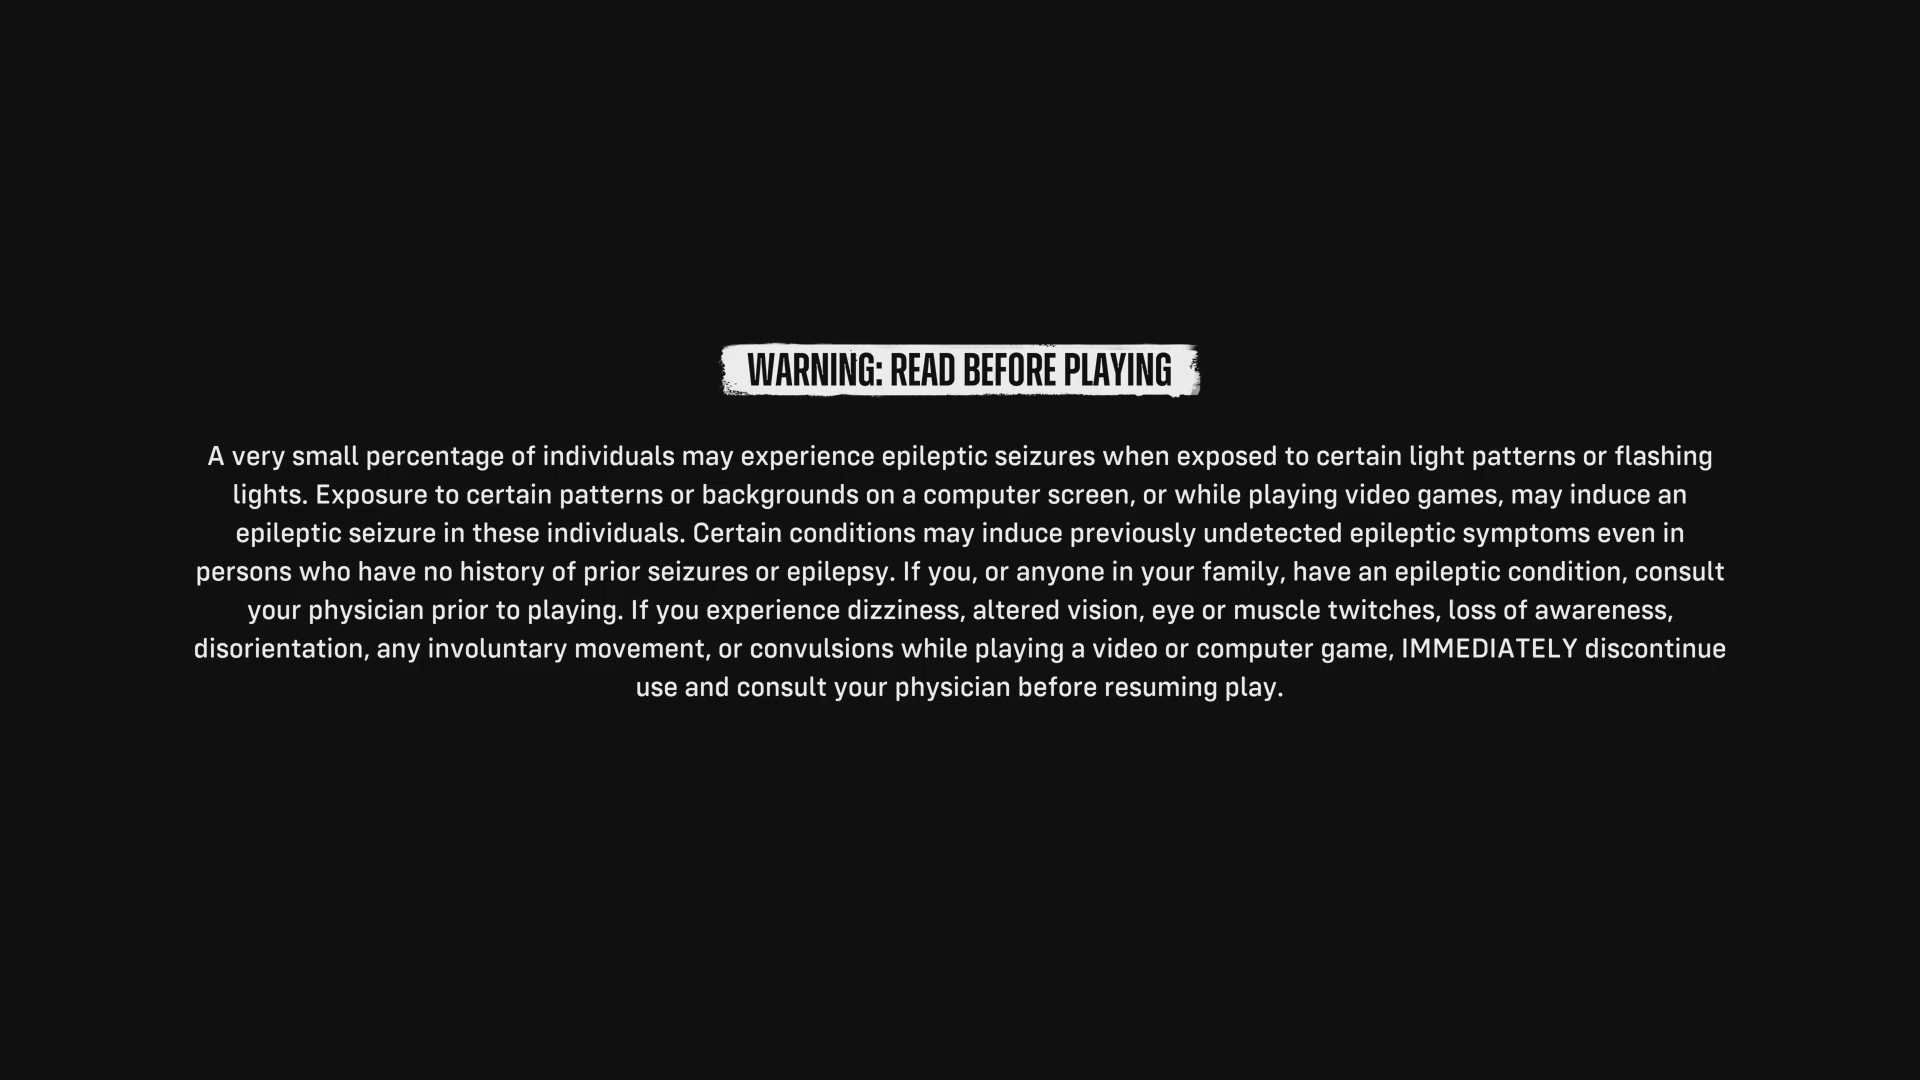 WARNING: READ BEFORE PLAYING
A very small percentage of individuals may experience epileptic seizures when exposed to certain light patterns or flashing
lights. Exposure to certain patterns or backgrounds on a computer screen, or while playing video games, may induce an
epileptic seizure in these individuals. Certain conditions may induce previously undetected epileptic symptoms even in
persons who have no history of prior seizures or epilepsy. If you, or anyone in your family, have an epileptic condition, consult
your physician prior to playing. If you experience dizziness, altered vision, eye or muscle twitches, loss of awareness,
disorientation, any involuntary movement, or convulsions while playing a video or computer game, IMMEDIATELY discontinue
use and consult your physician before resuming play.